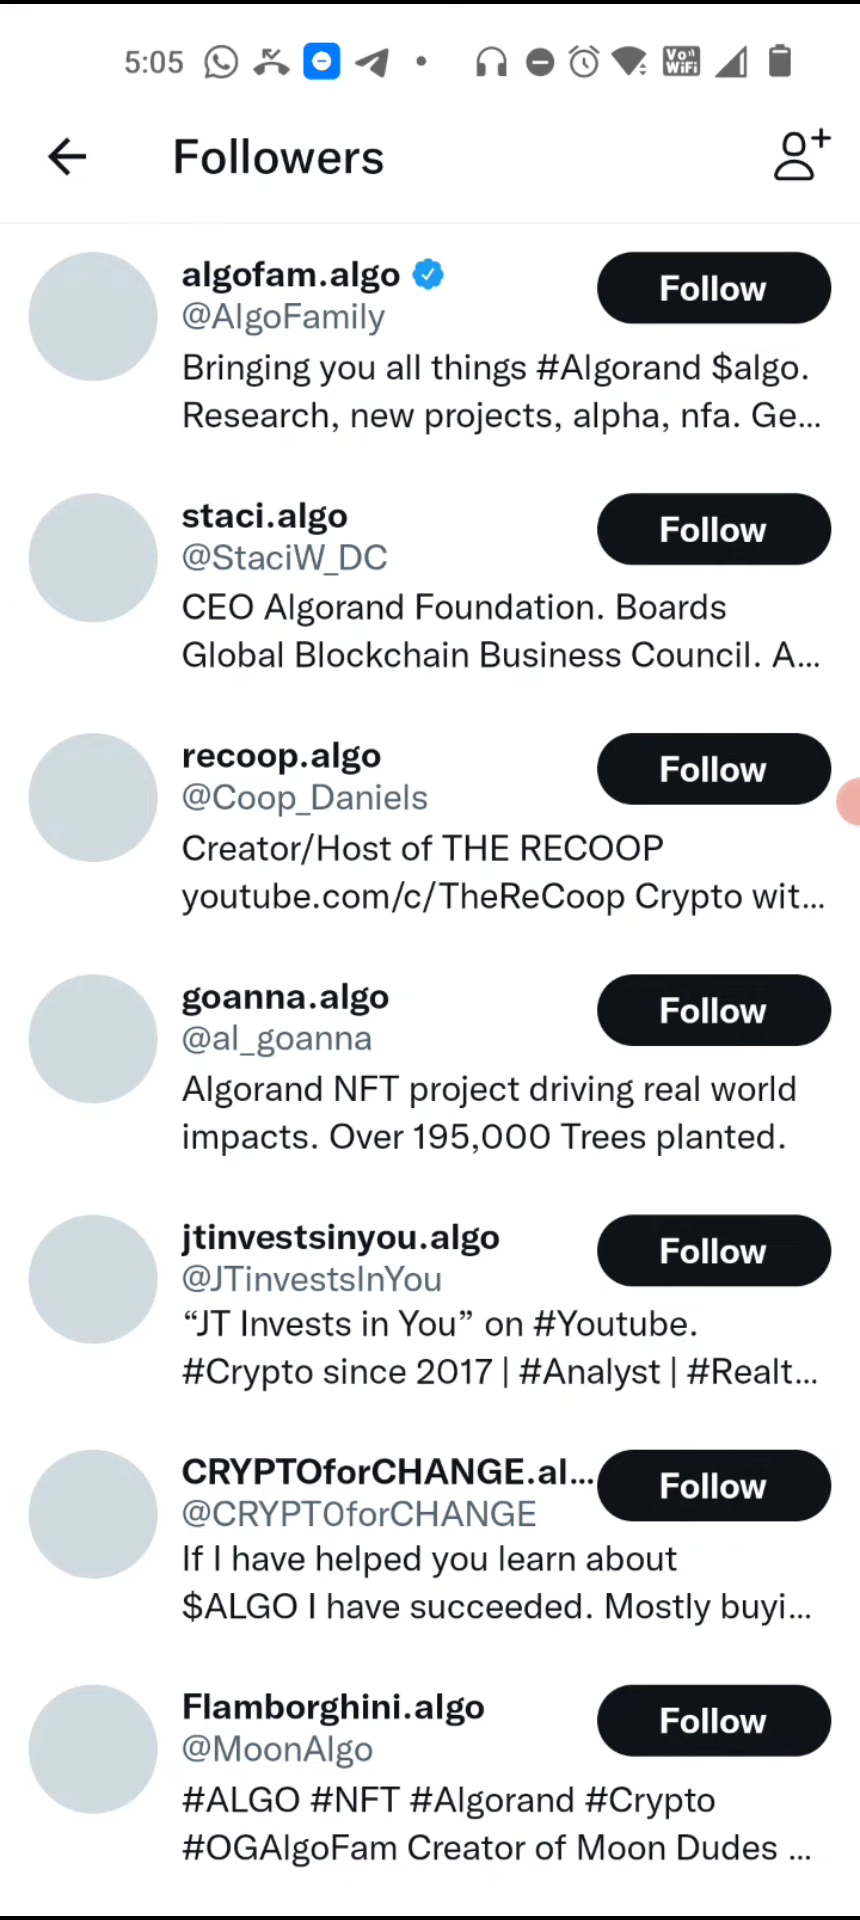 5:05
Vo)) WiFi
Followers
algofam.algo
Follow
@AlgoFamily
Bringing you all things #Algorand $algo.
Research, new projects, alpha, nfa. Ge...
staci.algo
Follow
@StaciW_DC
CEO Algorand Foundation. Boards
Global Blockchain Business Council. A...
recoop.algo
Follow
@Coop_Daniels
Creator/Host of THE RECOOP
youtube.com/c/TheReCoop Crypto wit...
goanna.algo
Follow
@al_goanna
Algorand NFT project driving real world
impacts. Over 195,000 Trees planted.
jtinvestsinyou.algo
Follow
@JTinvestsInYou
“JT Invests in You” on #Youtube.
#Crypto since 2017 | #Analyst | #Realt...
CRYPTOforCHANGE.al...
Follow
@CRYPT0forCHANGE
If I have helped you learn about
$ALGO I have succeeded. Mostly buyi...
Flamborghini.algo
Follow
@MoonAlgo
#ALGO #NFT #Algorand #Crypto
#OGAlgoFam Creator of Moon Dudes ...